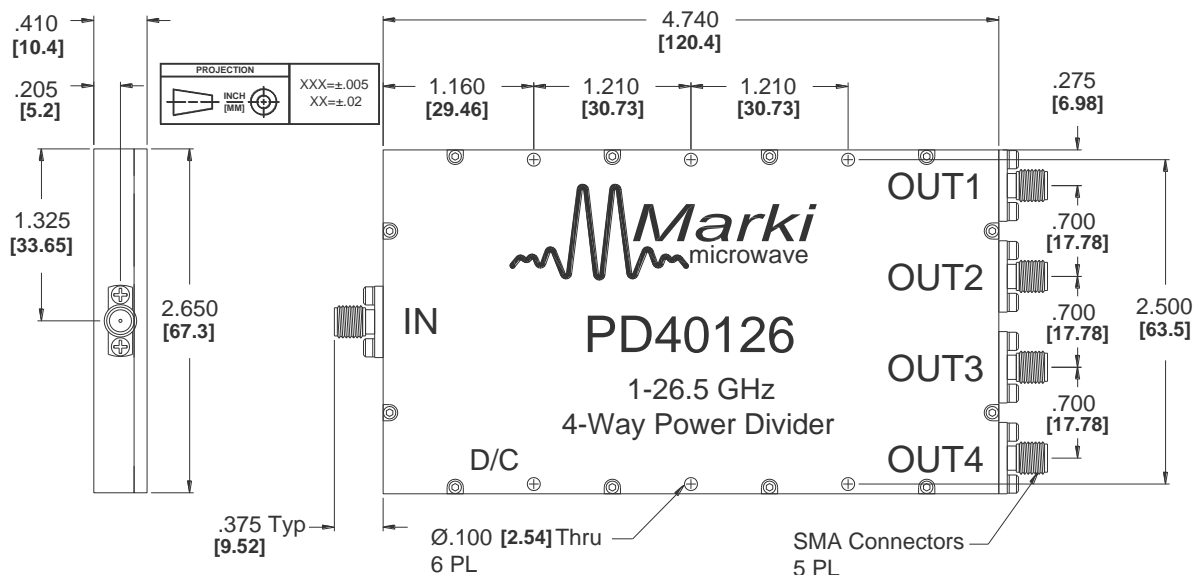 .410
[10.4]
4.740
[120.4]
PROJECTION
INCH
[MM]
XXX=±.005
XX=±.02
.205
[5.2]
1.160
[29.46]
1.210
[30.73]
1.210
[30.73]
.275
[6.98]
1.325
[33.65]
2.650
[67.3]
Marki
microwave
OUT1
.700
[17.78]
OUT2
IN
PD40126
.700
[17.78]
2.500
[63.5]
OUT3
1-26.5 GHz
4-Way Power Divider
.700
[17.78]
D/C
OUT4
.375 Typ
[9.52]
Ø.100 [2.54] Thru
6 PL
SMA Connectors
5 PL